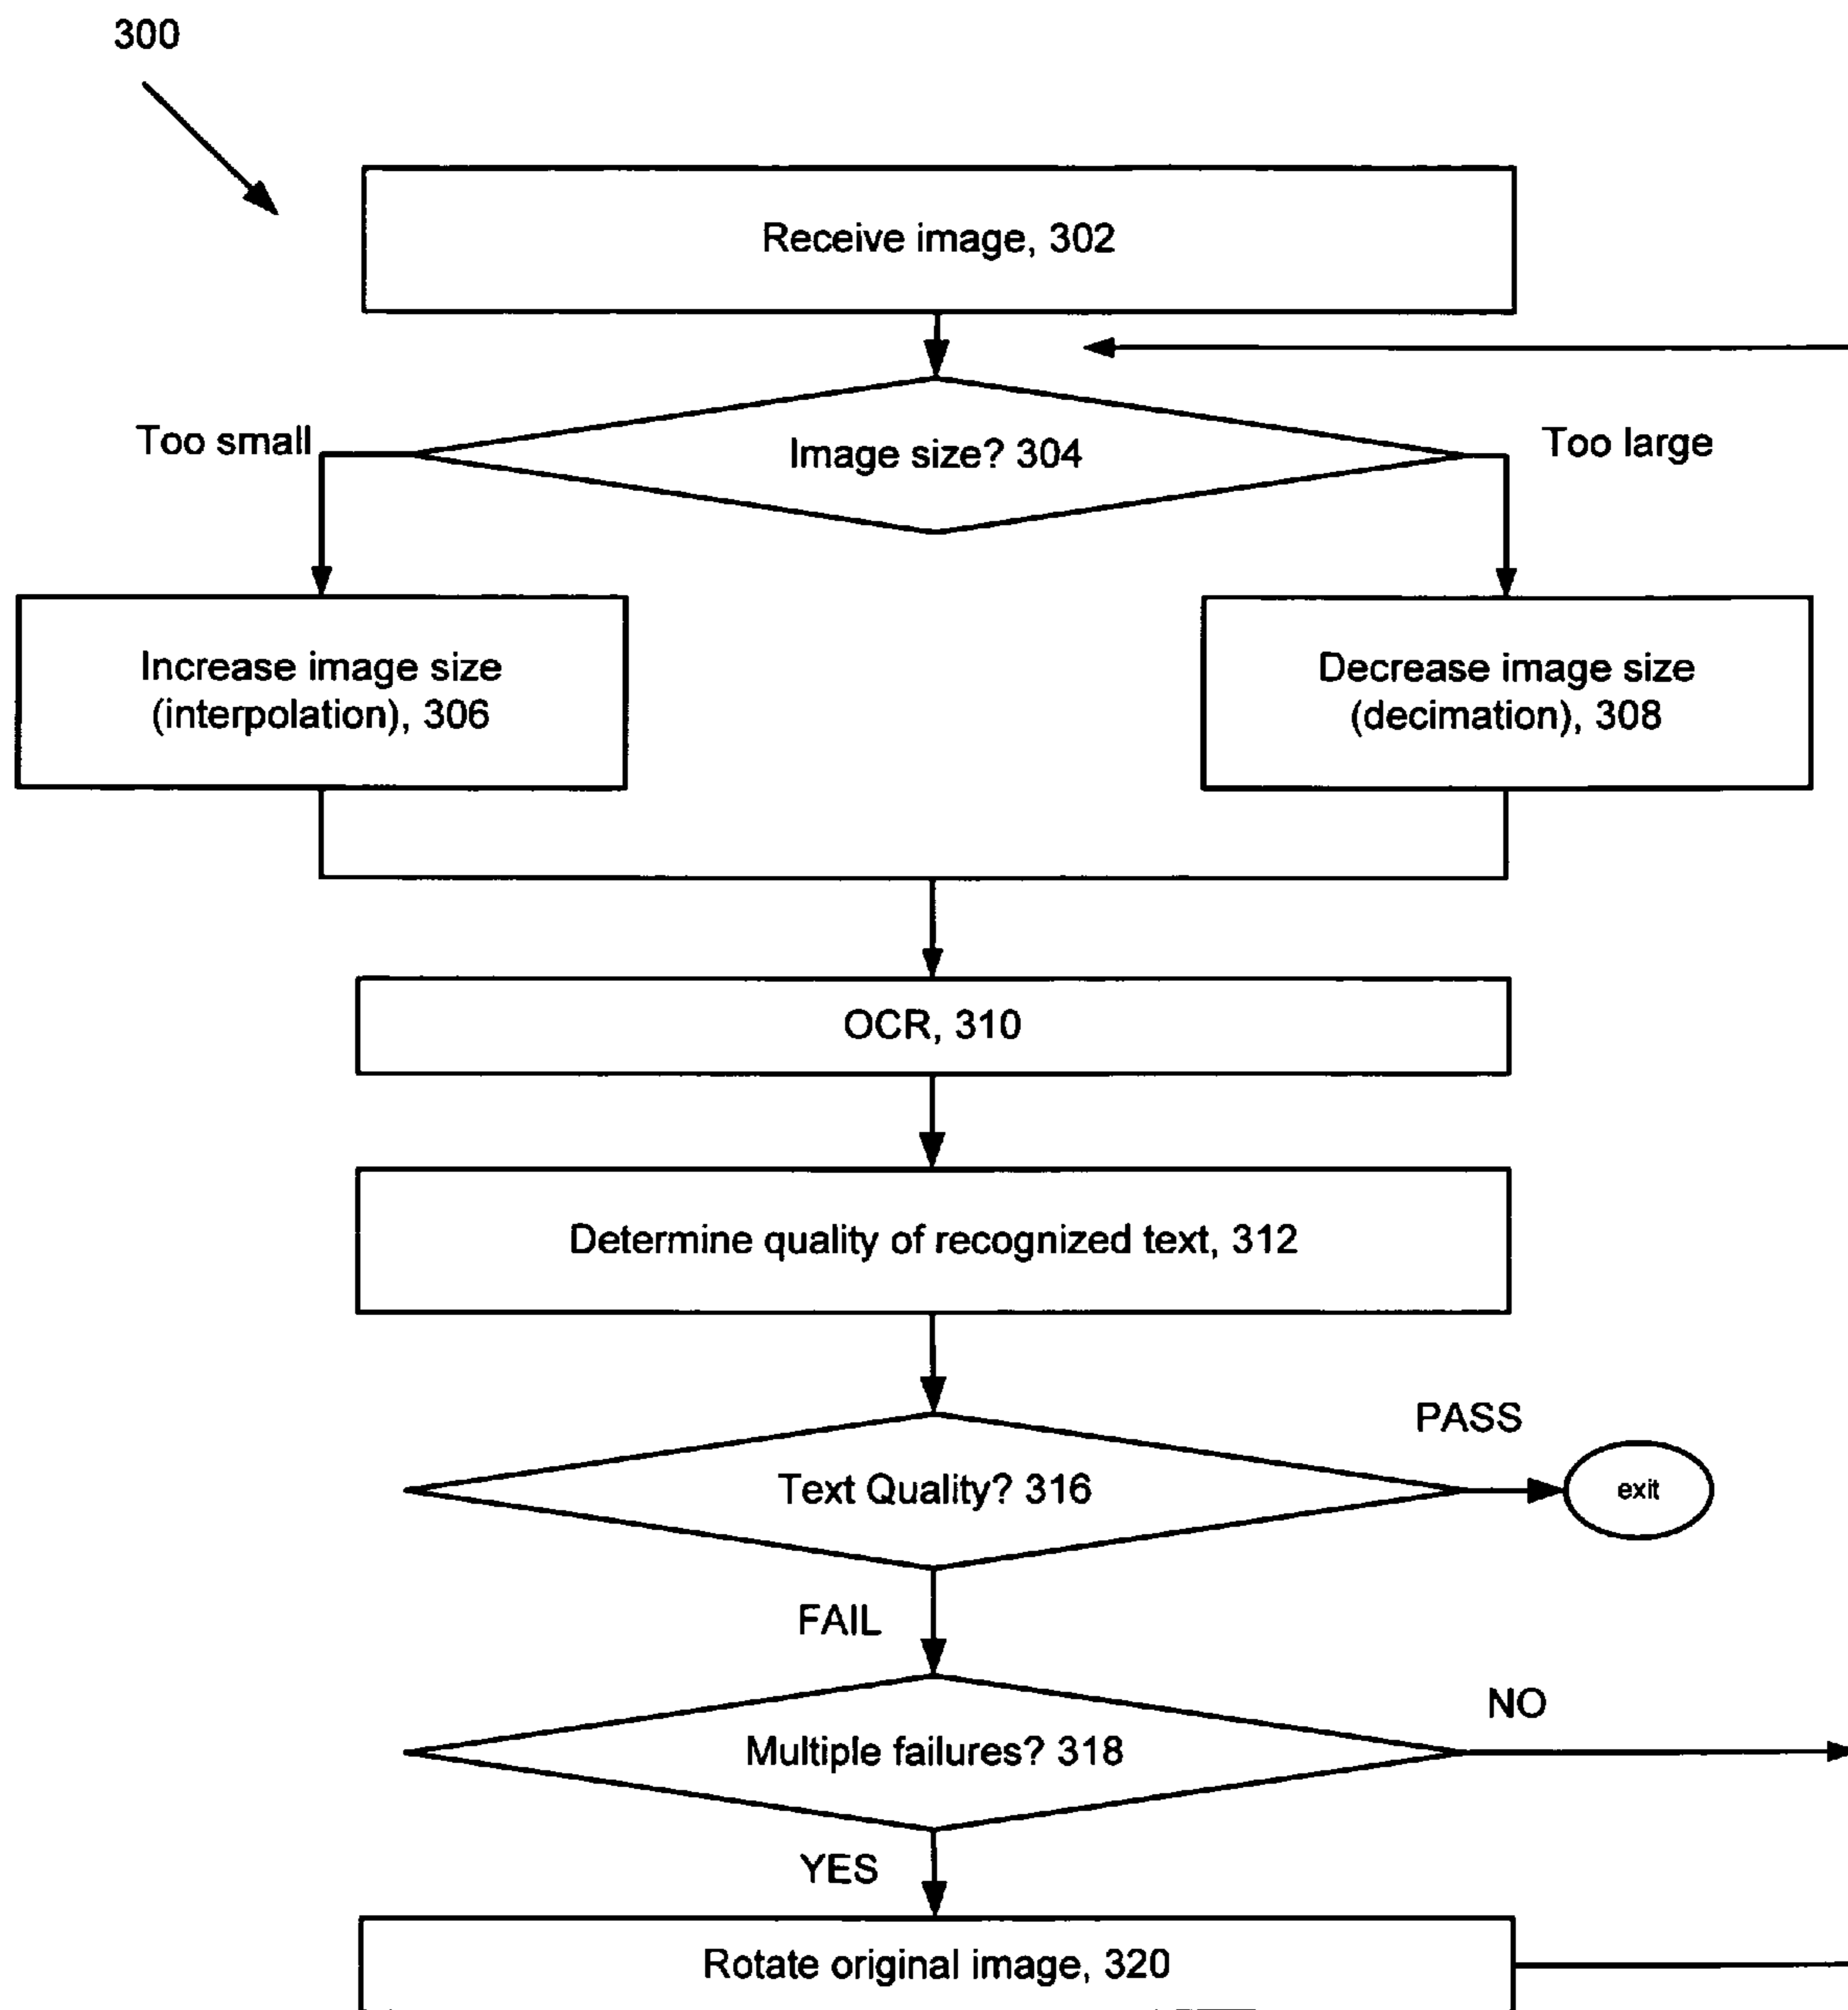 300
Receive image, 302
Too small
Image size? 304
Too large
Increase image size
(interpolation), 306
Decrease image size
(decimation), 308
OCR, 310
Determine quality of recognized text, 312
PASS
Text Quality? 316
exit
FAIL
NO
Multiple failures? 318
YES
Rotate original image, 320